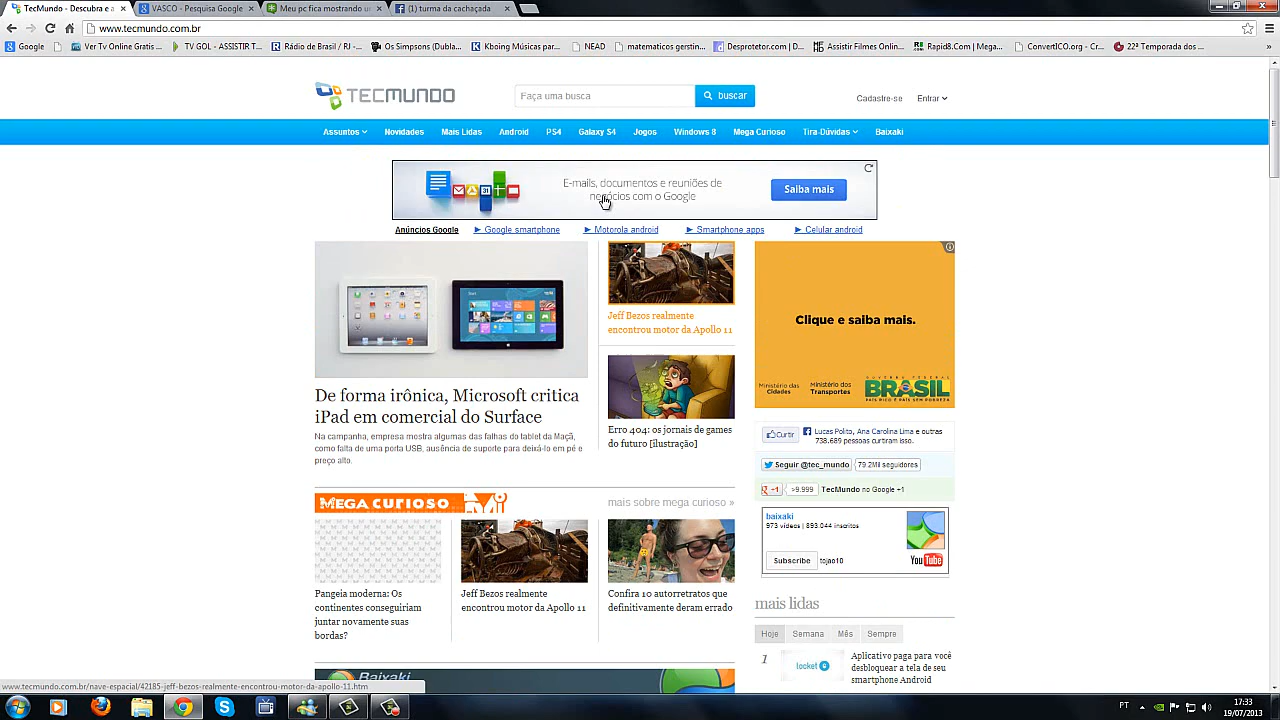 TecMundo - Descubra e a
VASCO - Pesquisa Google
Meu pc fica mostrando un
(1) turma da cachaçada
www.tecmundo.com.br
Google
Ver Tv Online Gratis ...
TV GOL - ASSISTIR T...
Rádio de Brasil / RJ -...
Os Simpsons (Dubla...
Kboing Músicas par...
NEAD
matematicos gerstin...
Desprotetor.com | D...
Assistir Filmes Onlin...
Rapid8.Com | Mega...
ConvertICO.org - Cr...
22ª Temporada dos ...
TECMUNDO
Faça uma busca
buscar
Cadastre-se
Entrar
Assuntos
Novidades
Mais Lidas
Android
PS4
Galaxy S4
Jogos
Windows 8
Mega Curioso
Tira-Dúvidas
Baixaki
31
E-mails, documentos e reuniões de
negócios com o Google
Saiba mais
Anúncios Google
► Google smartphone
► Motorola android
► Smartphone apps
► Celular android
De forma irônica, Microsoft critica
iPad em comercial do Surface
Na campanha, empresa mostra algumas das falhas do tablet da Maçã,
como falta de uma porta USB, ausência de suporte para deixá-lo em pé e
preço alto.
Jeff Bezos realmente
encontrou motor da Apollo 11
Erro 404: os jornais de games
do futuro [ilustração]
Clique e saiba mais.
Ministério das
Cidades
Ministério dos
Transportes
GOVERNO FEDERAL
BRASIL
PAÍS RICO É PAÍS SEM POBREZA
Curtir
Lucas Polito, Ana Carolina Lima e outras
738.689 pessoas curtiram isso.
Seguir @tec_mundo
79.2Mil seguidores
+1
>9.999
TecMundo no Google +1
baixaki
973 videos | 893.044 inscritos
Subscribe
tojao10
YouTube
MEGA CURIOSO
mais sobre mega curioso »
Pangeia moderna: Os
continentes conseguiriam
juntar novamente suas
bordas?
Jeff Bezos realmente
encontrou motor da Apollo 11
Confira 10 autorretratos que
definitivamente deram errado
mais lidas
Hoje
Semana
Mês
Sempre
1
locket
Aplicativo paga para você
desbloquear a tela de seu
smartphone Android
Baixaki
www.tecmundo.com.br/nave-espacial/42185-jeff-bezos-realmente-encontrou-motor-da-apollo-11.htm
PT
17:33
19/07/2013